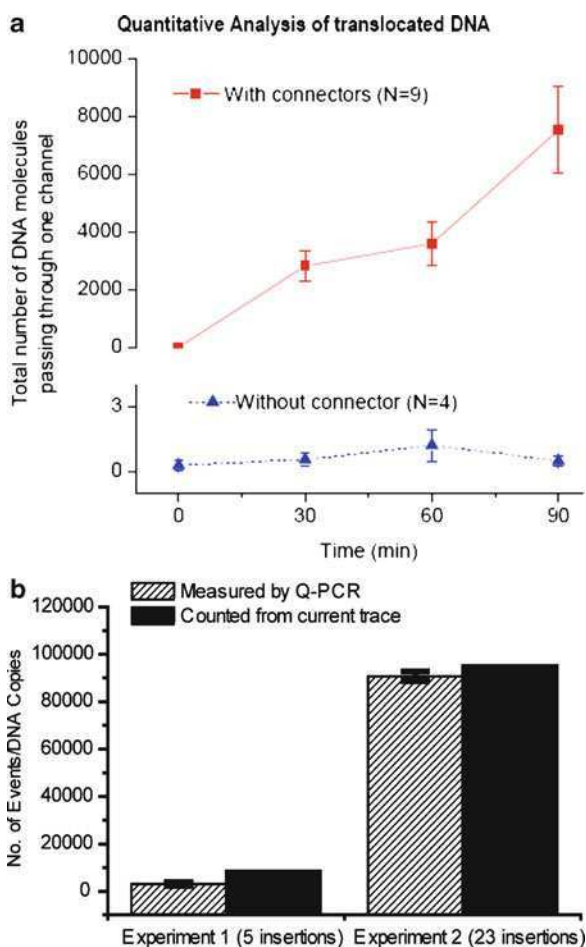 a
Quantitative Analysis of translocated DNA
Total number of DNA molecules
passing through one channel
10000
8000
6000
4000
2000
0
3
0
With connectors (N=9)
Without connector (N=4)
0 30 60 90
Time (min)
b
Measured by Q-PCR
Counted from current trace
No. of Events/DNA Copies
120000
100000
80000
60000
40000
20000
0
Experiment 1 (5 insertions) Experiment 2 (23 insertions)